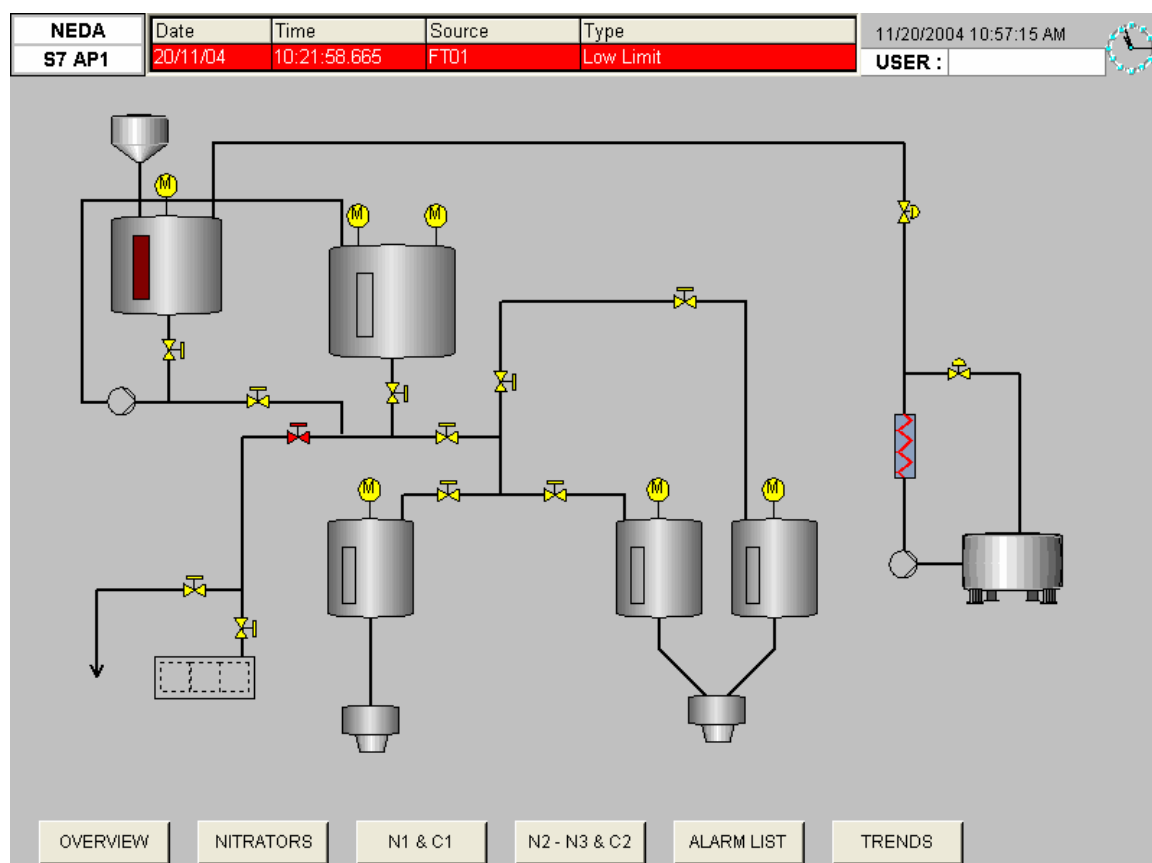 NEDA
S7 AP1
Date Time Source Type
20/11/04 10:21:58.665 FT01 Low Limit
11/20/2004 10:57:15 AM
USER :
M
M M
M M M
OVERVIEW NITRATORS N1 & C1 N2 - N3 & C2 ALARM LIST TRENDS